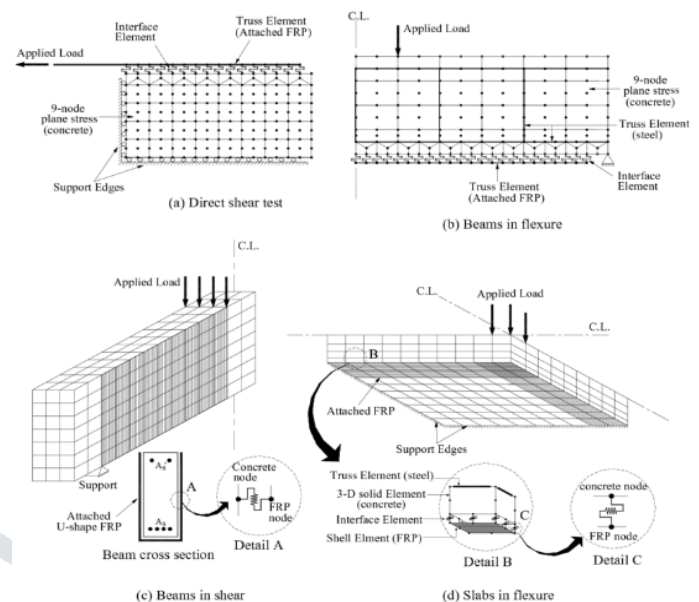 Interface
Element
Truss Element
(Attached FRP)
Applied Load
9-node
plane stress
(concrete)
Support Edges
(a) Direct shear test
C.L.
Applied Load
9-node
plane stress
(concrete)
Truss Element
(steel)
Interface
Element
Truss Element
(Attached FRP)
(b) Beams in flexure
C.L.
Applied Load
Support
Attached
U-shape FRP
As'
As
A
Beam cross section
Concrete
node
FRP
node
Detail A
(c) Beams in shear
C.L.
Applied Load
C.L.
B
Attached FRP
Support Edges
Truss Element (steel)
3-D solid Element
(concrete)
Interface Element
Shell Elment (FRP)
C
Detail B
concrete node
FRP node
Detail C
(d) Slabs in flexure